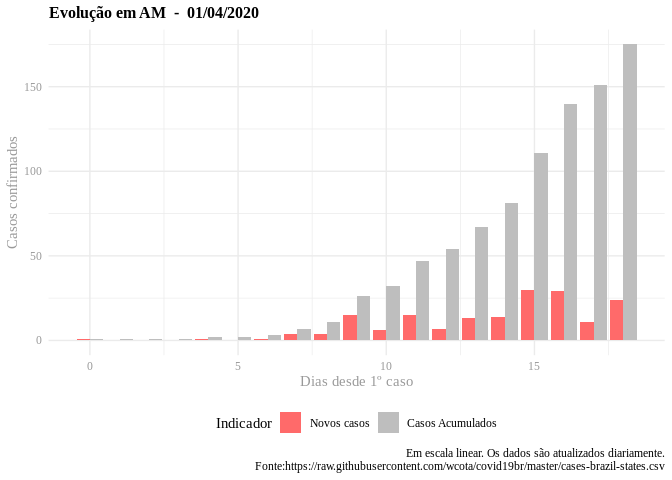 Evolução em AM  -  01/04/2020
Casos confirmados
150
100
50
0
0
5
10
15
Dias desde 1º caso
Indicador
Novos casos
Casos Acumulados
Em escala linear. Os dados são atualizados diariamente.
Fonte:https://raw.githubusercontent.com/wcota/covid19br/master/cases-brazil-states.csv